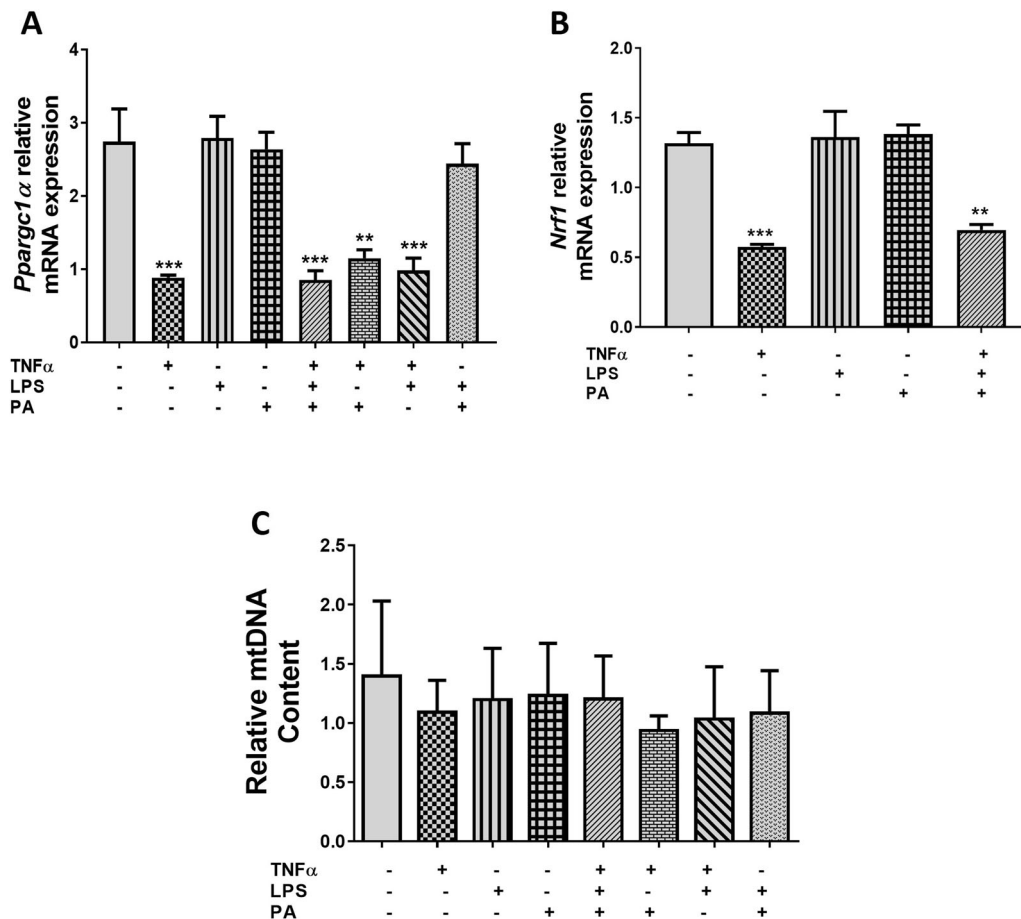 A
Ppargc1α relative
mRNA expression
4
3
2
1
0
***
***
**
***
TNFα - + - - + + + -
LPS - - + - + - + +
PA - - - + + + - +
B
Nrf1 relative
mRNA expression
2.0
1.5
1.0
0.5
0.0
***
**
TNFα - + - - +
LPS - - + - +
PA - - - + +
C
Relative mtDNA
Content
2.5
2.0
1.5
1.0
0.5
0.0
TNFα - + - - + + + -
LPS - - + - + - + +
PA - - - + + + - +